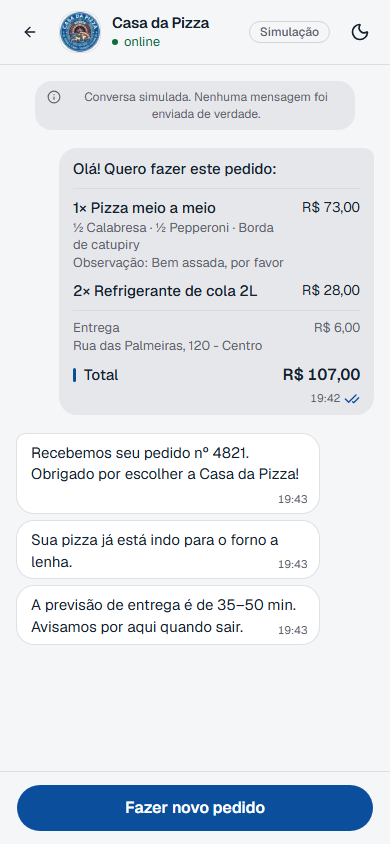 CASA DA PIZZA
Casa da Pizza
online
Simulação
Conversa simulada. Nenhuma mensagem foi
enviada de verdade.
Olá! Quero fazer este pedido:
1× Pizza meio a meio R$ 73,00
½ Calabresa · ½ Pepperoni · Borda
de catupiry
Observação: Bem assada, por favor
2× Refrigerante de cola 2L R$ 28,00
Entrega R$ 6,00
Rua das Palmeiras, 120 - Centro
Total R$ 107,00
19:42
Recebemos seu pedido nº 4821.
Obrigado por escolher a Casa da Pizza!
19:43
Sua pizza já está indo para o forno a
lenha. 19:43
A previsão de entrega é de 35–50 min.
Avisamos por aqui quando sair. 19:43
Fazer novo pedido